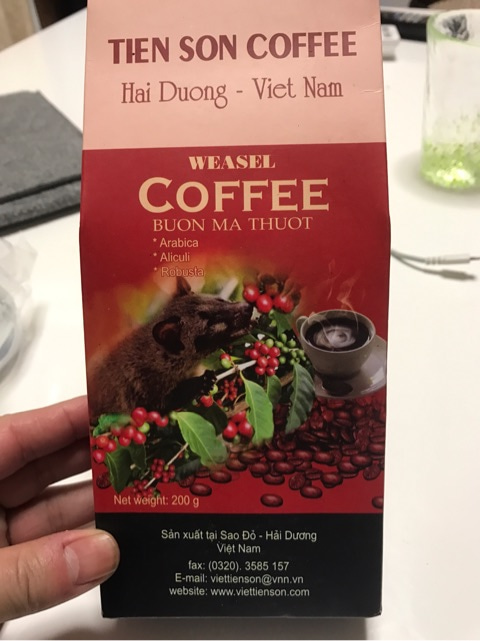 TIEN SON COFFEE
Hai Duong - Viet Nam
WEASEL
COFFEE
BUON MA THUOT
* Arabica
* Aliculi
* Robusta
Net weight: 200 g
Sản xuất tại Sao Đỏ - Hải Dương
Việt Nam
fax: (0320). 3585 157
E-mail: viettienson@vnn.vn
website: www.viettienson.com